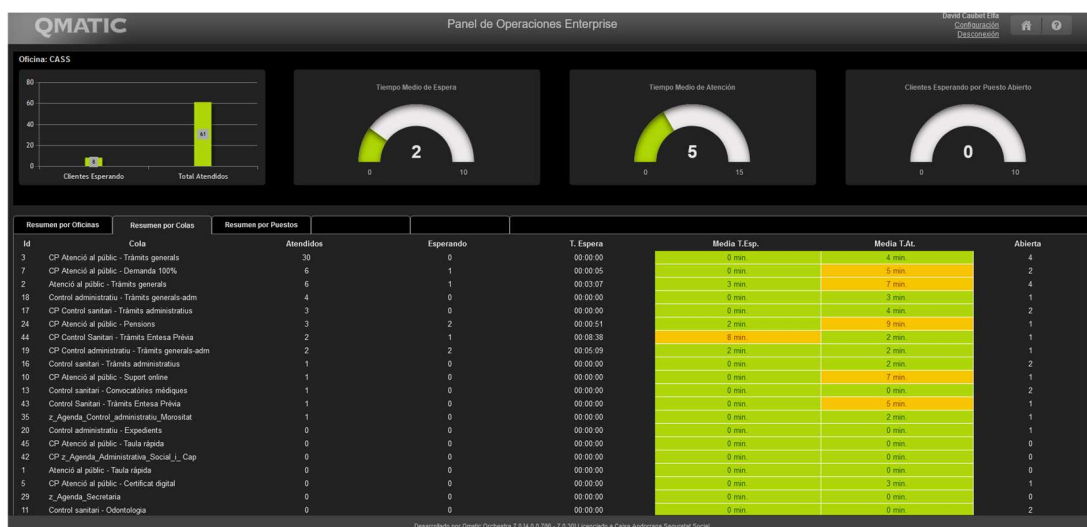 QMATIC
Panel de Operaciones Enterprise
David Caubet Elfa
Configuración
Desconexión
Oficina: CASS
80
60
40
20
0
8
61
Clientes Esperando Total Atendidos
Tiempo Medio de Espera
2
0 10
Tiempo Medio de Atención
5
0 15
Clientes Esperando por Puesto Abierto
0
0 10
Resumen por Oficinas Resumen por Colas Resumen por Puestos
Id Cola Atendidos Esperando T. Espera Media T.Esp. Media T.At. Abierta
3 CP Atenció al públic - Tràmits generals 30 0 00:00:00 0 min. 4 min. 4
7 CP Atenció al públic - Demanda 100% 6 1 00:00:05 0 min. 5 min. 2
2 Atenció al públic - Tràmits generals 6 1 00:03:07 3 min. 7 min. 4
18 Control administratiu - Tràmits generals-adm 4 0 00:00:00 0 min. 3 min. 1
17 CP Control sanitari - Tràmits administratius 3 0 00:00:00 0 min. 4 min. 2
24 CP Atenció al públic - Pensions 3 2 00:00:51 2 min. 9 min. 1
44 CP Control Sanitari - Tràmits Entesa Prèvia 2 1 00:08:38 8 min. 2 min. 1
19 CP Control administratiu - Tràmits generals-adm 2 2 00:05:09 2 min. 2 min. 1
16 Control sanitari - Tràmits administratius 1 0 00:00:00 0 min. 2 min. 2
10 CP Atenció al públic - Suport online 1 0 00:00:00 0 min. 7 min. 1
13 Control sanitari - Convocatòries mèdiques 1 0 00:00:00 0 min. 0 min. 2
43 Control Sanitari - Tràmits Entesa Prèvia 1 0 00:00:00 0 min. 5 min. 1
35 z_Agenda_Control_administratiu_Morositat 1 0 00:00:00 0 min. 2 min. 1
20 Control administratiu - Expedients 0 0 00:00:00 0 min. 0 min. 1
45 CP Atenció al públic - Taula ràpida 0 0 00:00:00 0 min. 0 min. 0
42 CP z_Agenda_Administrativa_Social_i_ Cap 0 0 00:00:00 0 min. 0 min. 0
1 Atenció al públic - Taula ràpida 0 0 00:00:00 0 min. 0 min. 0
5 CP Atenció al públic - Certificat digital 0 0 00:00:00 0 min. 3 min. 1
29 z_Agenda_Secretaria 0 0 00:00:00 0 min. 0 min. 0
11 Control sanitari - Odontologia 0 0 00:00:00 0 min. 0 min. 2
Desarrollado por Qmatic Orchestra Licenciado a Caixa Andorrana Seguretat Social